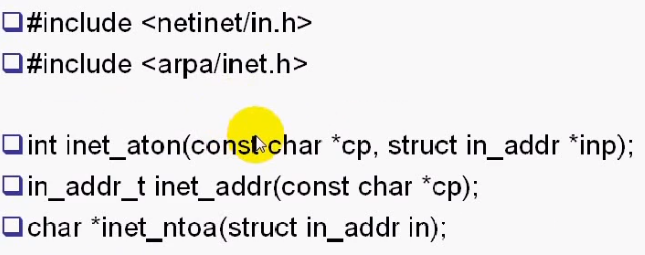 #include <netinet/in.h>
#include <arpa/inet.h>
int inet_aton(const char *cp, struct in_addr *inp);
in_addr_t inet_addr(const char *cp);
char *inet_ntoa(struct in_addr in);